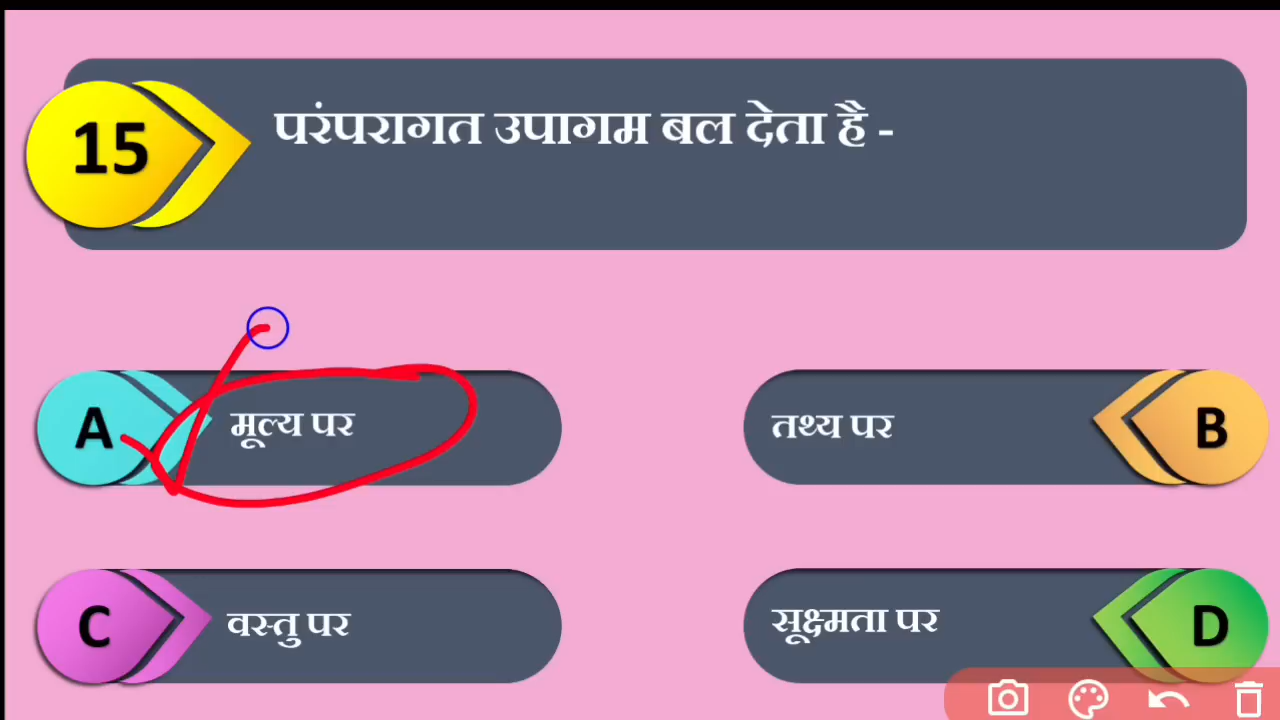 15
परंपरागत उपागम बल देता है -
A
मूल्य पर
तथ्य पर
B
C
वस्तु पर
सूक्ष्मता पर
D